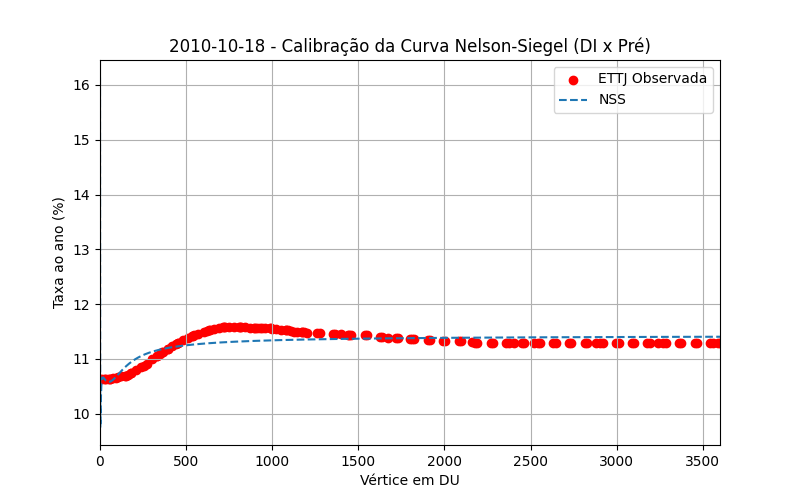 2010-10-18 - Calibração da Curva Nelson-Siegel (DI x Pré)
ETTJ Observada
NSS
Taxa ao ano (%)
16
15
14
13
12
11
10
0 500 1000 1500 2000 2500 3000 3500
Vértice em DU